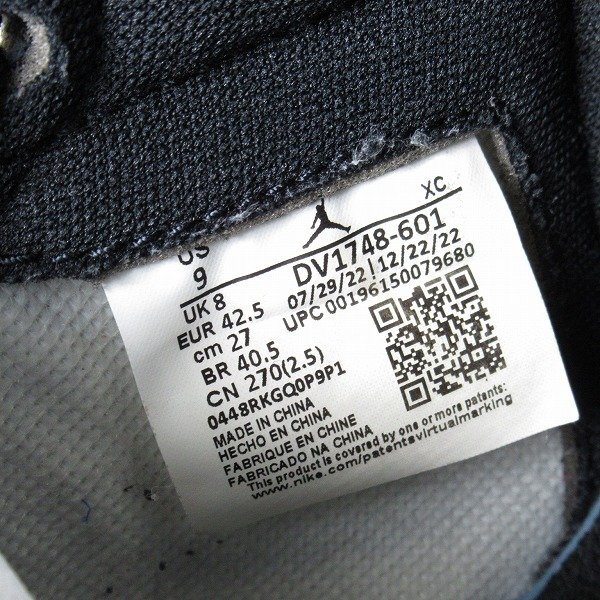 XC
US
9
DV1748-601
UK 8
07/29/22 | 12/22/22
EUR 42.5
UPC 00196150079680
cm 27
BR 40.5
CN 270(2.5)
0448RKGQ0P9P1
MADE IN CHINA
HECHO EN CHINA
FABRIQUE EN CHINE
FABRICADO NA CHINA
This product is covered by one or more patents:
www.nike.com/patentsvirtualmarking